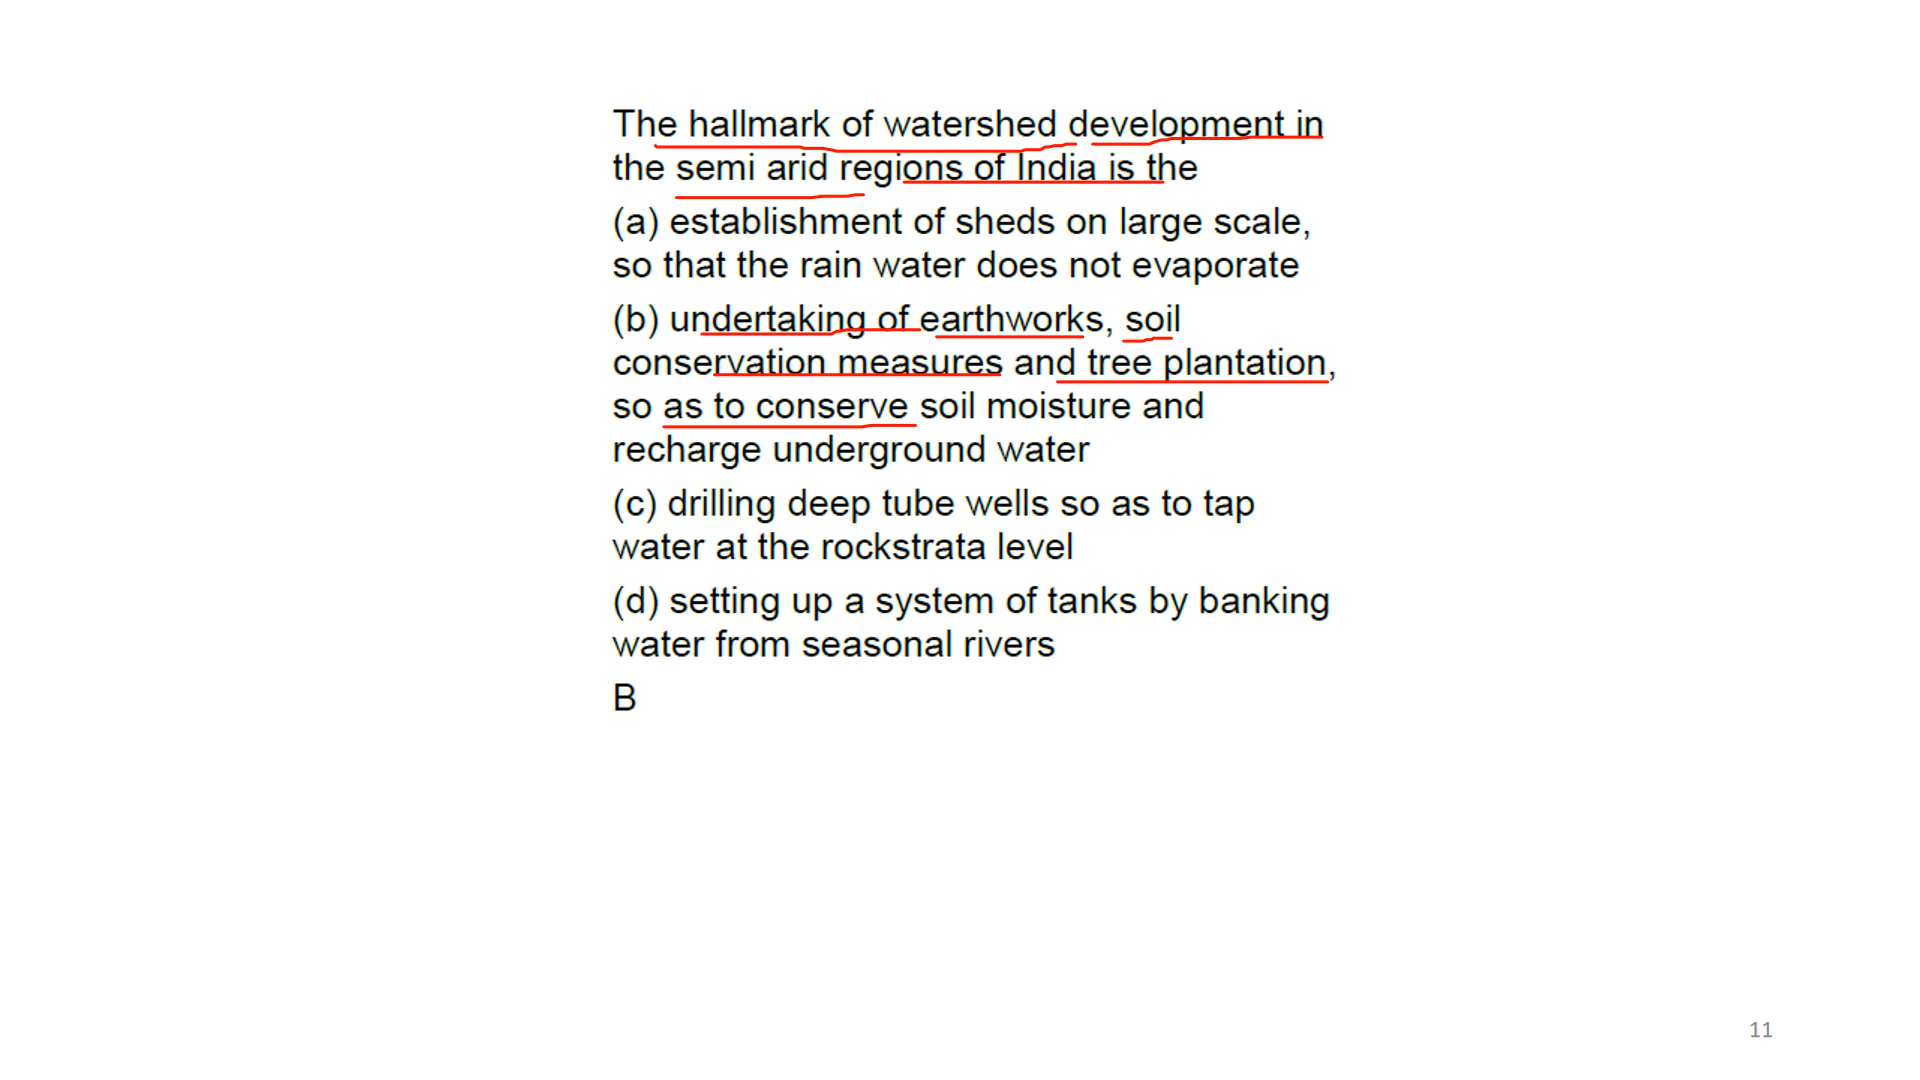 The hallmark of watershed development in
the semi arid regions of India is the
(a) establishment of sheds on large scale,
so that the rain water does not evaporate
(b) undertaking of earthworks, soil
conservation measures and tree plantation,
so as to conserve soil moisture and
recharge underground water
(c) drilling deep tube wells so as to tap
water at the rockstrata level
(d) setting up a system of tanks by banking
water from seasonal rivers
B
11